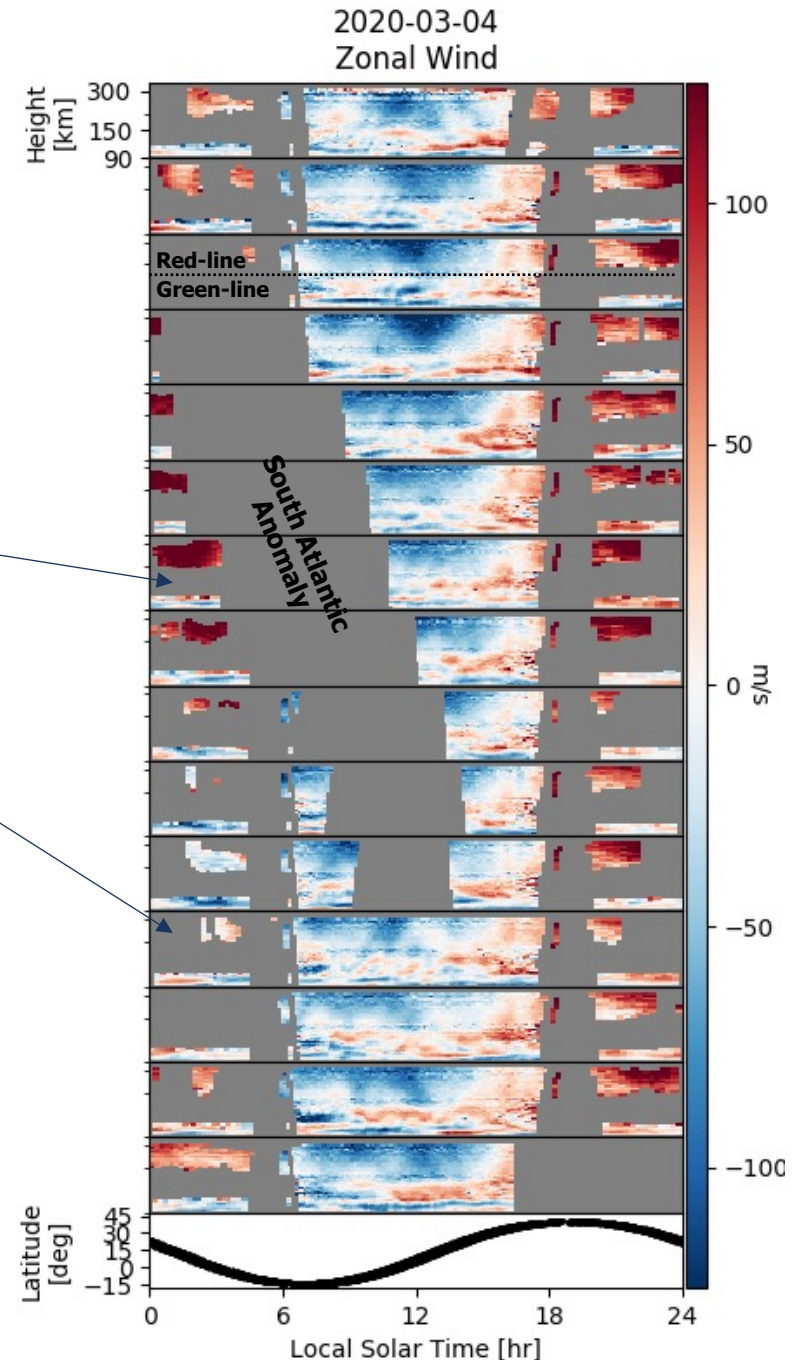 2020-03-04
Zonal Wind
Height
[km]
300
150
90
Red-line
Green-line
South Atlantic
Anomaly
100
50
0
−50
−100
m/s
Latitude
[deg]
45
30
15
0
−15
0 6 12 18 24
Local Solar Time [hr]